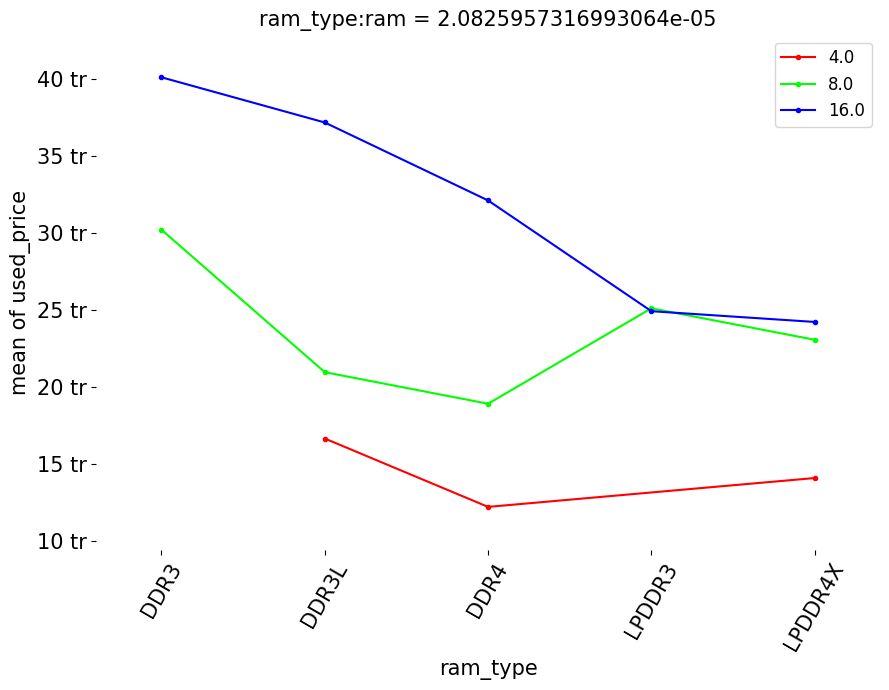 ram_type:ram = 2.0825957316993064e-05
4.0
8.0
16.0
mean of used_price
40 tr
35 tr
30 tr
25 tr
20 tr
15 tr
10 tr
DDR3
DDR3L
DDR4
LPDDR3
LPDDR4X
ram_type